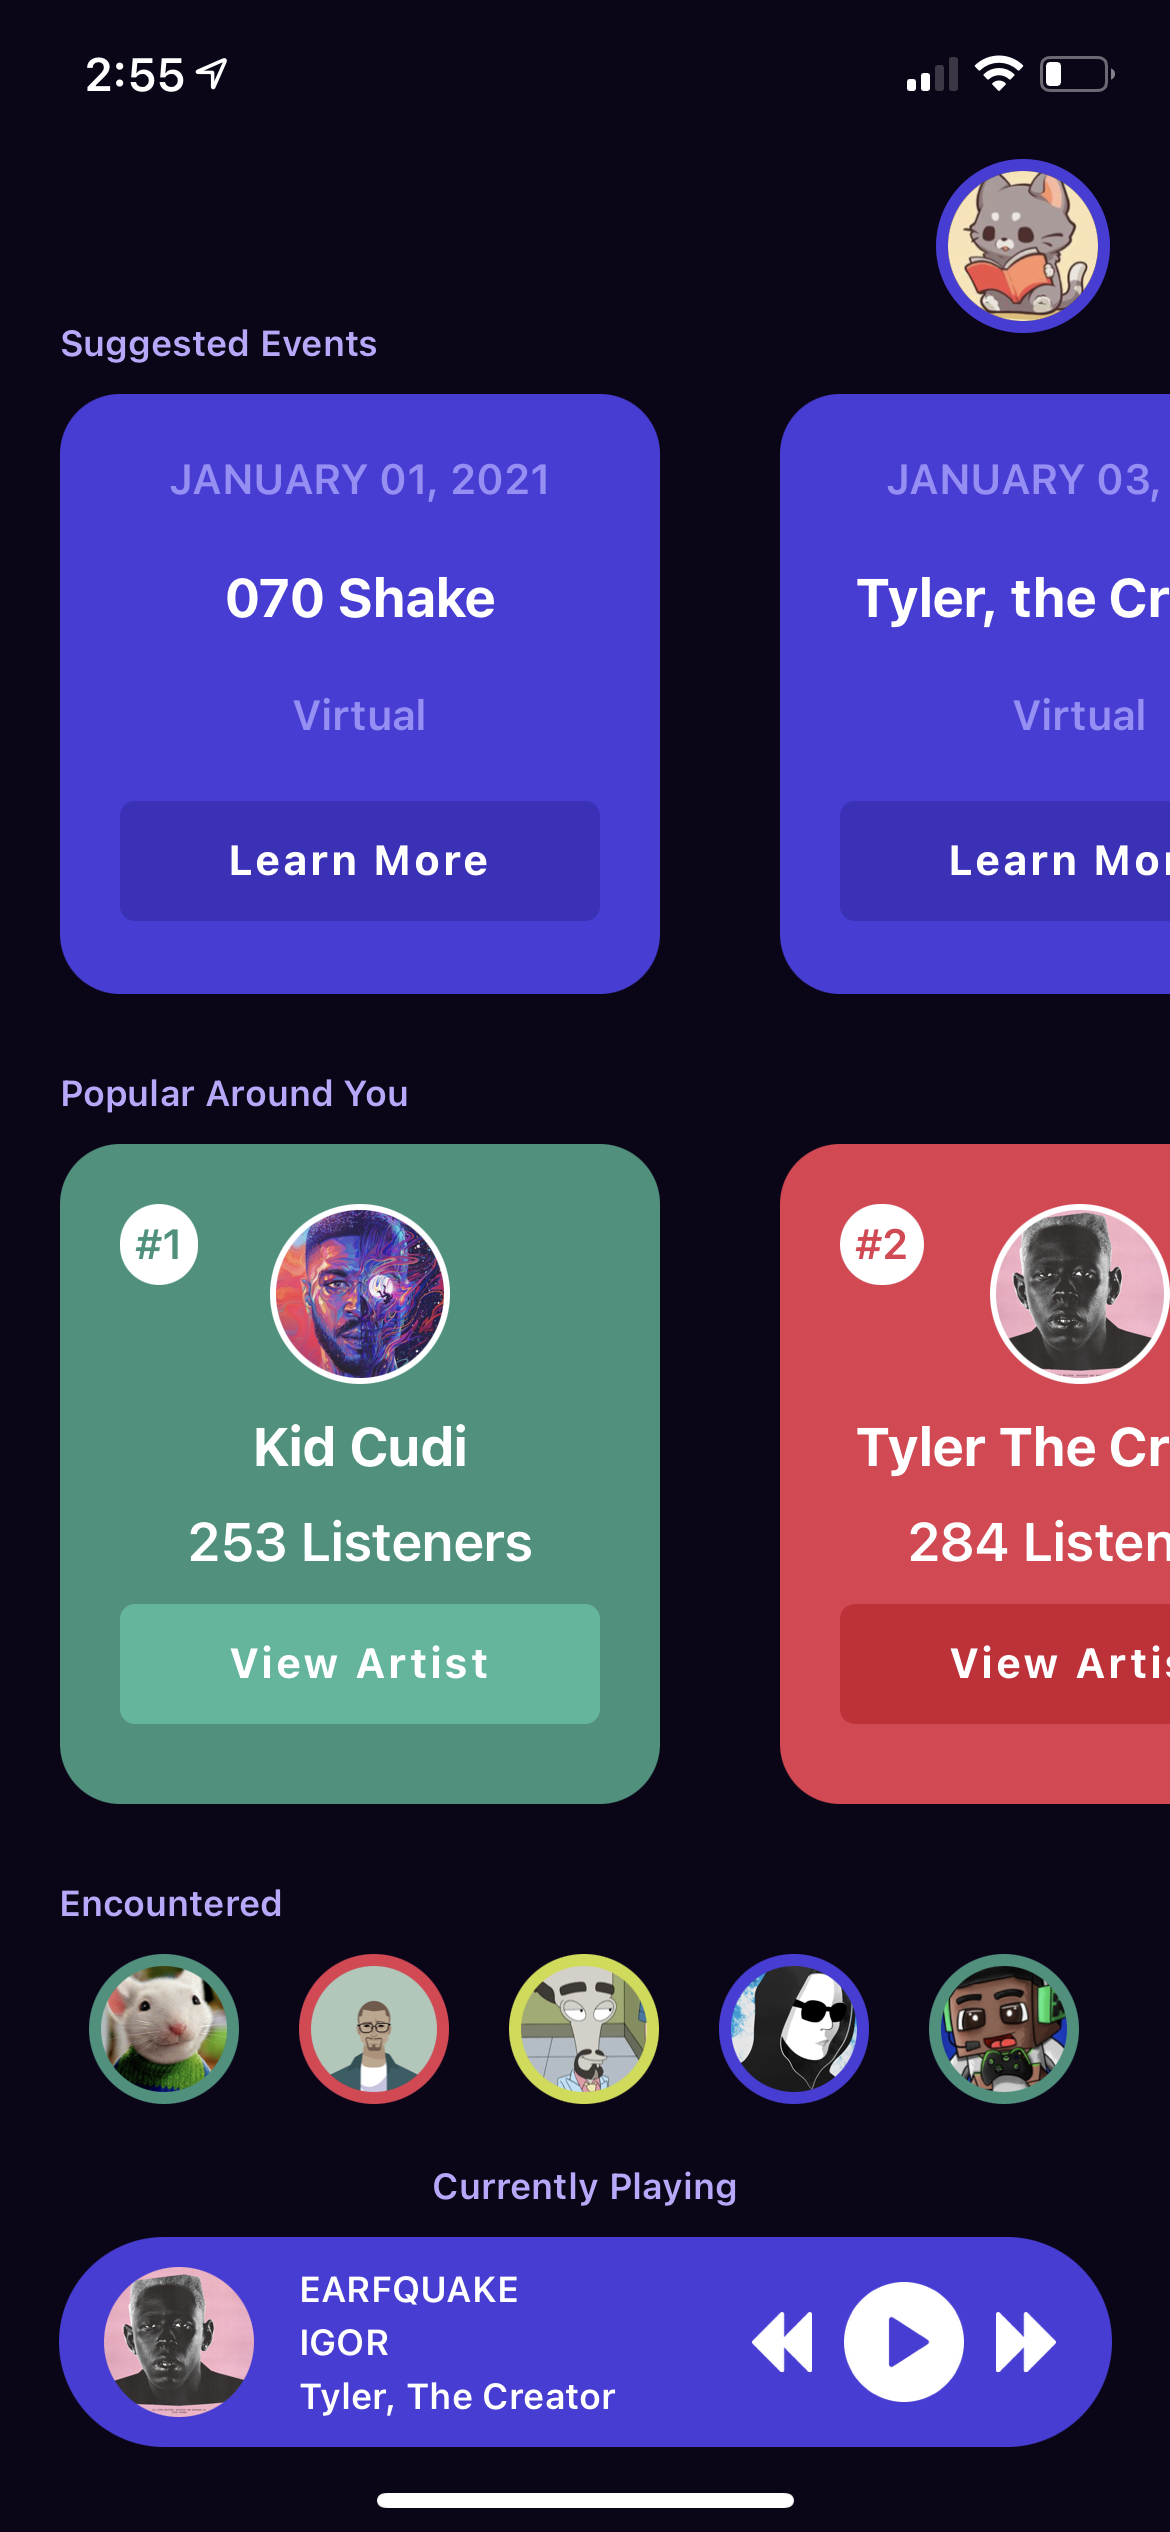 2:55
Suggested Events
JANUARY 01, 2021
070 Shake
Virtual
Learn More
JANUARY 03,
Tyler, the Cr
Virtual
Learn Mor
Popular Around You
#1
Kid Cudi
253 Listeners
View Artist
#2
Tyler The Cr
284 Listen
View Artis
Encountered
Currently Playing
EARFQUAKE
IGOR
Tyler, The Creator